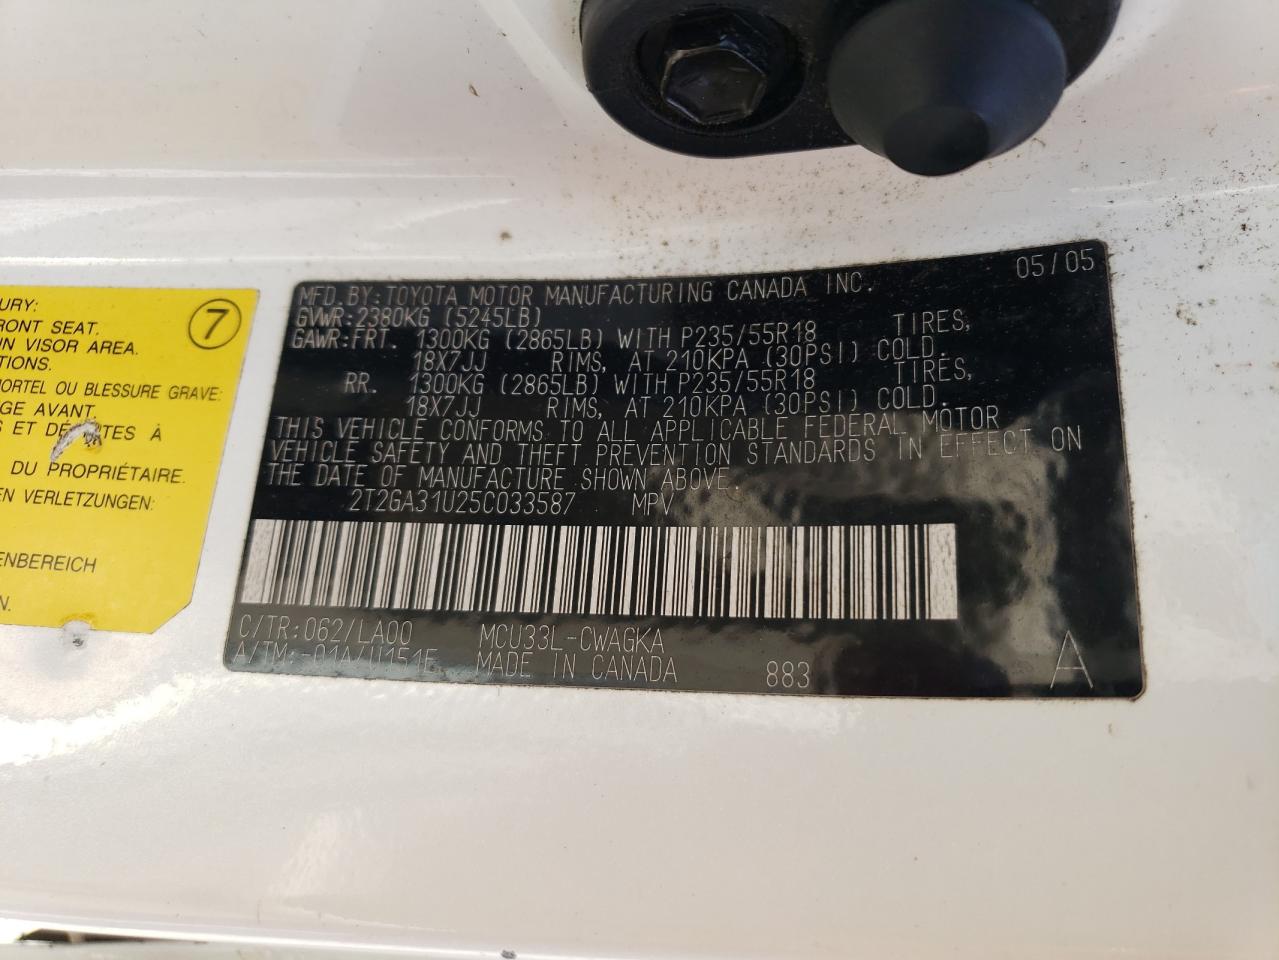 URY:
RONT SEAT.
N VISOR AREA.
TIONS.
MORTEL OU BLESSURE GRAVE:
GE AVANT.
S ET À
DU PROPRIÉTAIRE.
EN VERLETZUNGEN:
ENBEREICH
N.
7
05/05
MFD.BY:TOYOTA MOTOR MANUFACTURING CANADA INC.
GVWR:2380KG (5245LB)
GAWR:FRT. 1300KG (2865LB) WITH P235/55R18 TIRES,
18X7JJ RIMS, AT 210KPA (30PSI) COLD.
RR. 1300KG (2865LB) WITH P235/55R18 TIRES,
18X7JJ RIMS, AT 210KPA (30PSI) COLD.
THIS VEHICLE CONFORMS TO ALL APPLICABLE FEDERAL MOTOR
VEHICLE SAFETY AND THEFT PREVENTION STANDARDS IN EFFECT ON
THE DATE OF MANUFACTURE SHOWN ABOVE.
2T2GA31U25C033587 MPV
C/TR:062/LA00 MCU33L-CWAGKA
A/TM:-01A/U151E MADE IN CANADA 883 A